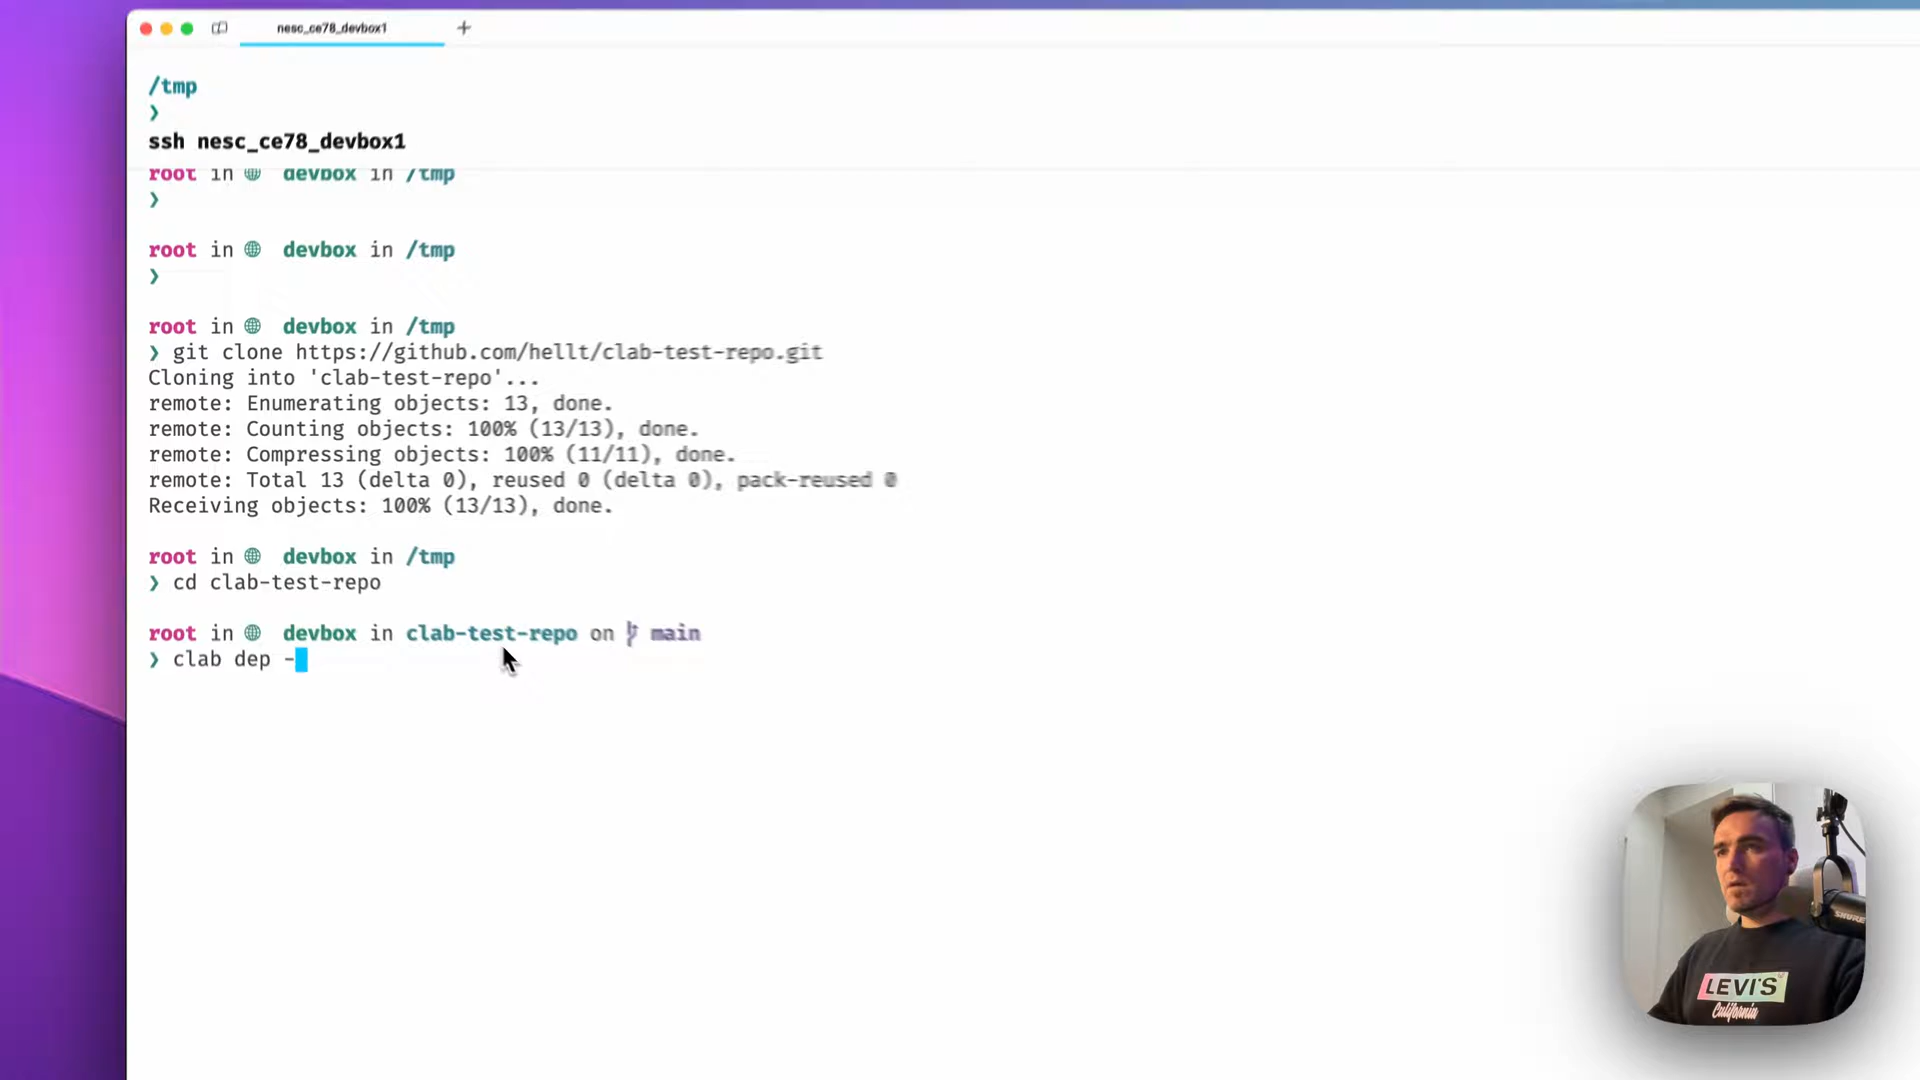 nesc_ce78_devbox1
/tmp
❯
ssh nesc_ce78_devbox1
root in 🌐 devbox in /tmp
❯
root in 🌐 devbox in /tmp
❯
root in 🌐 devbox in /tmp
❯ git clone https://github.com/hellt/clab-test-repo.git
Cloning into 'clab-test-repo'...
remote: Enumerating objects: 13, done.
remote: Counting objects: 100% (13/13), done.
remote: Compressing objects: 100% (11/11), done.
remote: Total 13 (delta 0), reused 0 (delta 0), pack-reused 0
Receiving objects: 100% (13/13), done.
root in 🌐 devbox in /tmp
❯ cd clab-test-repo
root in 🌐 devbox in clab-test-repo on main
❯ clab dep -
SHURE
LEVI'S
California